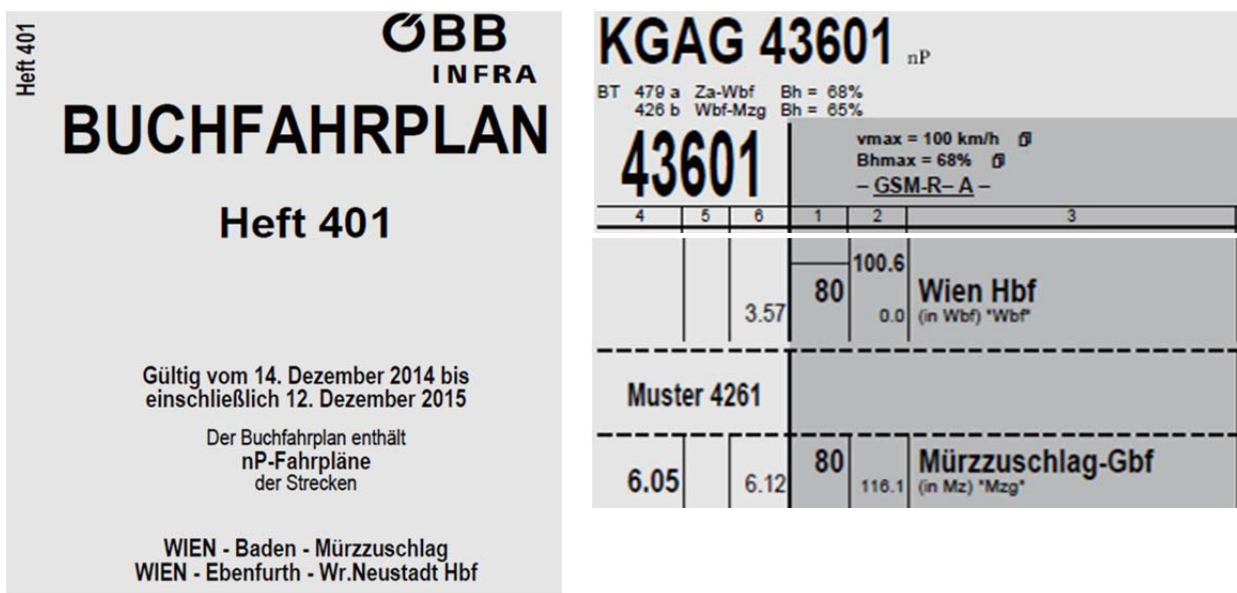 Heft 401
ÖBB
INFRA
BUCHFAHRPLAN
Heft 401
Gültig vom 14. Dezember 2014 bis
einschließlich 12. Dezember 2015
Der Buchfahrplan enthält
nP-Fahrpläne
der Strecken
WIEN - Baden - Mürzzuschlag
WIEN - Ebenfurth - Wr.Neustadt Hbf
KGAG 43601 nP
BT 479 a Za-Wbf Bh = 68%
426 b Wbf-Mzg Bh = 65%
43601
vmax = 100 km/h
Bhmax = 68%
– GSM-R– A –
4 5 6 1 2 3
100.6
3.57 80 0.0 Wien Hbf
(in Wbf) "Wbf"
Muster 4261
6.05 6.12 80 116.1 Mürzzuschlag-Gbf
(in Mz) "Mzg"